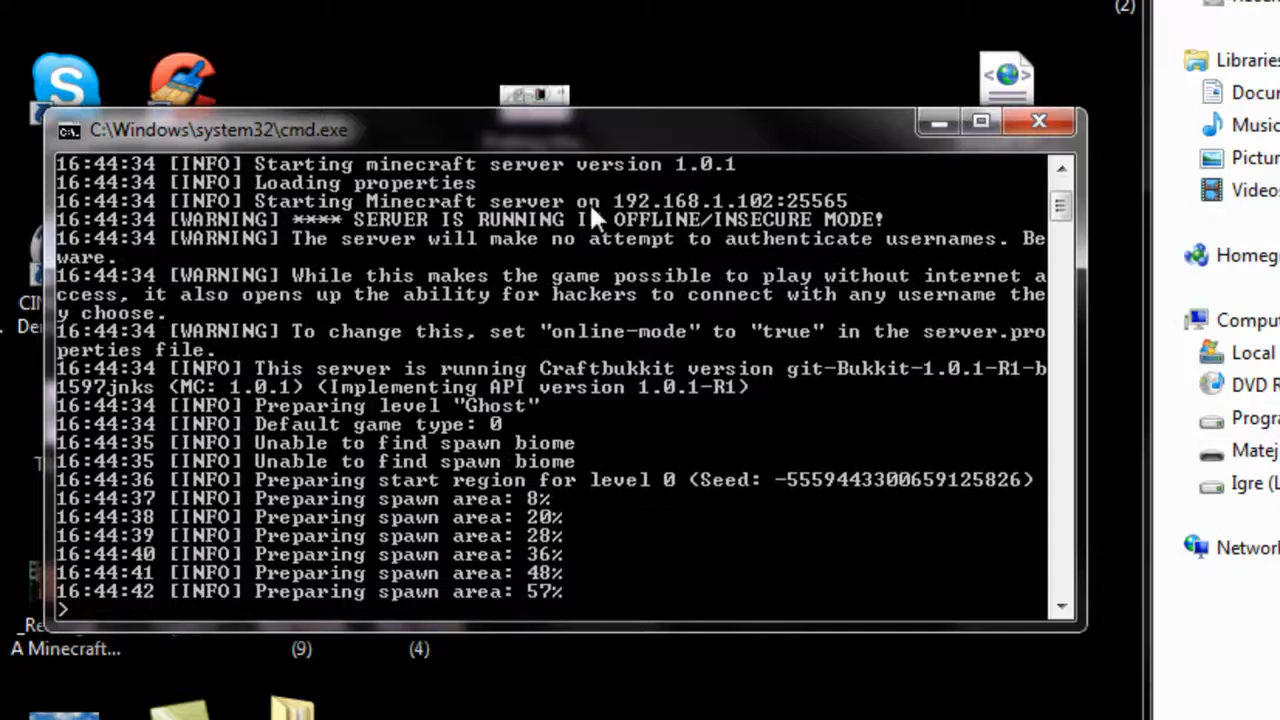 (2)
Libraries
C:\Windows\system32\cmd.exe
16:44:34 [INFO] Starting minecraft server version 1.0.1
16:44:34 [INFO] Loading properties
16:44:34 [INFO] Starting Minecraft server on 192.168.1.102:25565
16:44:34 [WARNING] **** SERVER IS RUNNING I OFFLINE/INSECURE MODE!
16:44:34 [WARNING] The server will make no attempt to authenticate usernames. Be
ware.
16:44:34 [WARNING] While this makes the game possible to play without internet a
ccess, it also opens up the ability for hackers to connect with any username the
y choose.
16:44:34 [WARNING] To change this, set "online-mode" to "true" in the server.pro
perties file.
16:44:34 [INFO] This server is running Craftbukkit version git-Bukkit-1.0.1-R1-b
1597jnks (MC: 1.0.1) (Implementing API version 1.0.1-R1)
16:44:34 [INFO] Preparing level "Ghost"
16:44:34 [INFO] Default game type: 0
16:44:35 [INFO] Unable to find spawn biome
16:44:35 [INFO] Unable to find spawn biome
16:44:36 [INFO] Preparing start region for level 0 (Seed: -5559443300659125826)
16:44:37 [INFO] Preparing spawn area: 8%
16:44:38 [INFO] Preparing spawn area: 20%
16:44:39 [INFO] Preparing spawn area: 28%
16:44:40 [INFO] Preparing spawn area: 36%
16:44:41 [INFO] Preparing spawn area: 48%
16:44:42 [INFO] Preparing spawn area: 57%
>
Docu
Music
Pictu
Video
Homeg
Compu
Local
DVD R
Progra
Matej
Igre (L
Network
A Minecraft...
(9)
(4)